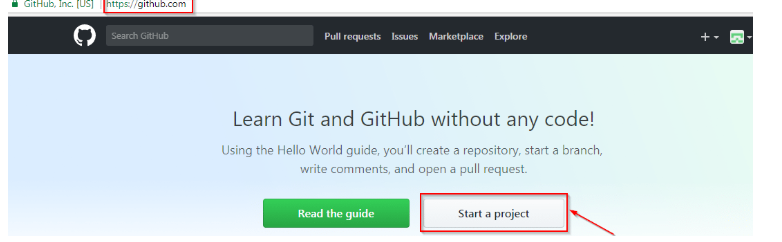 GitHub, Inc. [US] https://github.com
Search GitHub Pull requests Issues Marketplace Explore
Learn Git and GitHub without any code!
Using the Hello World guide, you'll create a repository, start a branch,
write comments, and open a pull request.
Read the guide Start a project